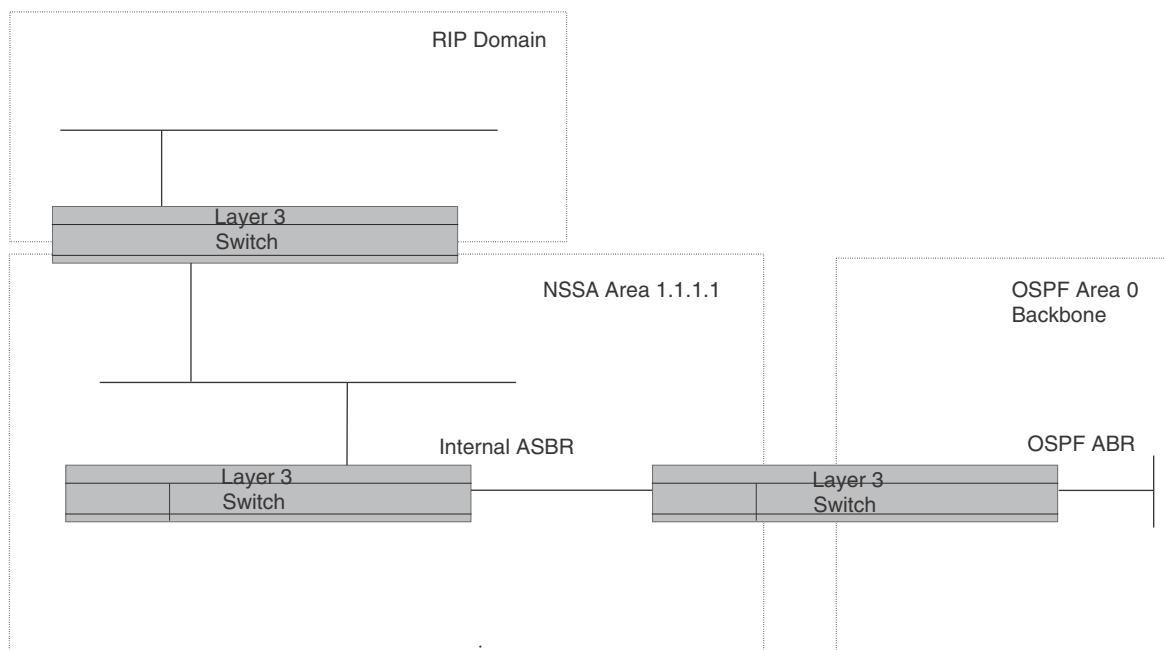 RIP Domain
Layer 3
Switch
NSSA Area 1.1.1.1
OSPF Area 0
Backbone
Internal ASBR
OSPF ABR
Layer 3
Switch
Layer 3
Switch